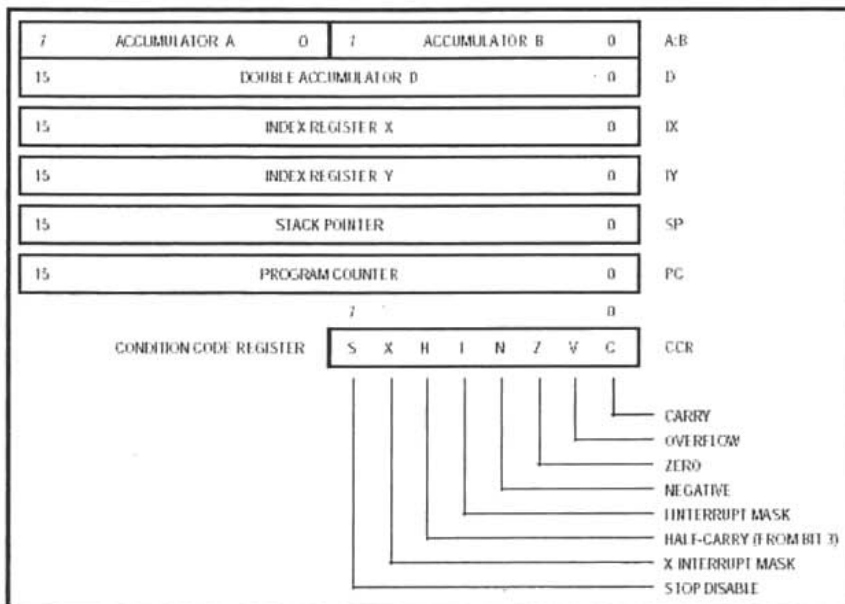 7 ACCUMULATOR A 0 7 ACCUMULATOR B 0 A:B
15 DOUBLE ACCUMULATOR D 0 D
15 INDEX REGISTER X 0 IX
15 INDEX REGISTER Y 0 IY
15 STACK POINTER 0 SP
15 PROGRAM COUNTER 0 PC
7 0
CONDITION CODE REGISTER S X H I N Z V C CCR
CARRY
OVERFLOW
ZERO
NEGATIVE
I INTERRUPT MASK
HALF-CARRY (FROM BIT 3)
X INTERRUPT MASK
STOP DISABLE